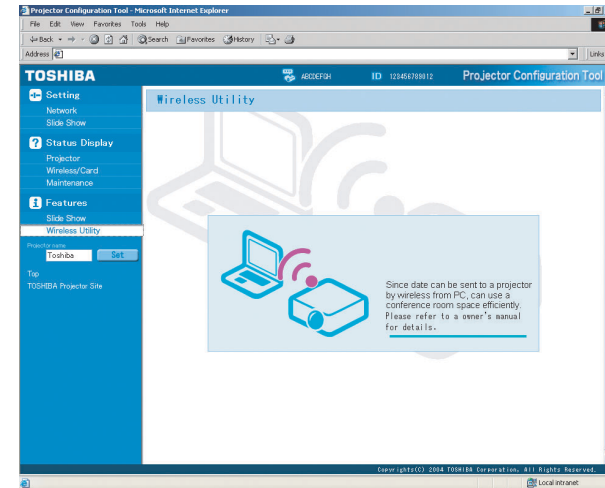 Projector Configuration Tool - Microsoft Internet Explorer
File Edit View Favorites Tools Help
Back Search Favorites History
Address Links
TOSHIBA ABCDEFGH ID 123456789012 Projector Configuration Tool
Setting
Network
Slide Show
Status Display
Projector
Wireless/Card
Maintenance
Features
Slide Show
Wireless Utility
Projector name
Toshiba Set
Top
TOSHIBA Projector Site
Wireless Utility
Since date can be sent to a projector
by wireless from PC, can use a
conference room space efficiently.
Please refer to a owner's manual
for details.
Copyrights(C) 2004 TOSHIBA Corporation, All Rights Reserved.
Local intranet